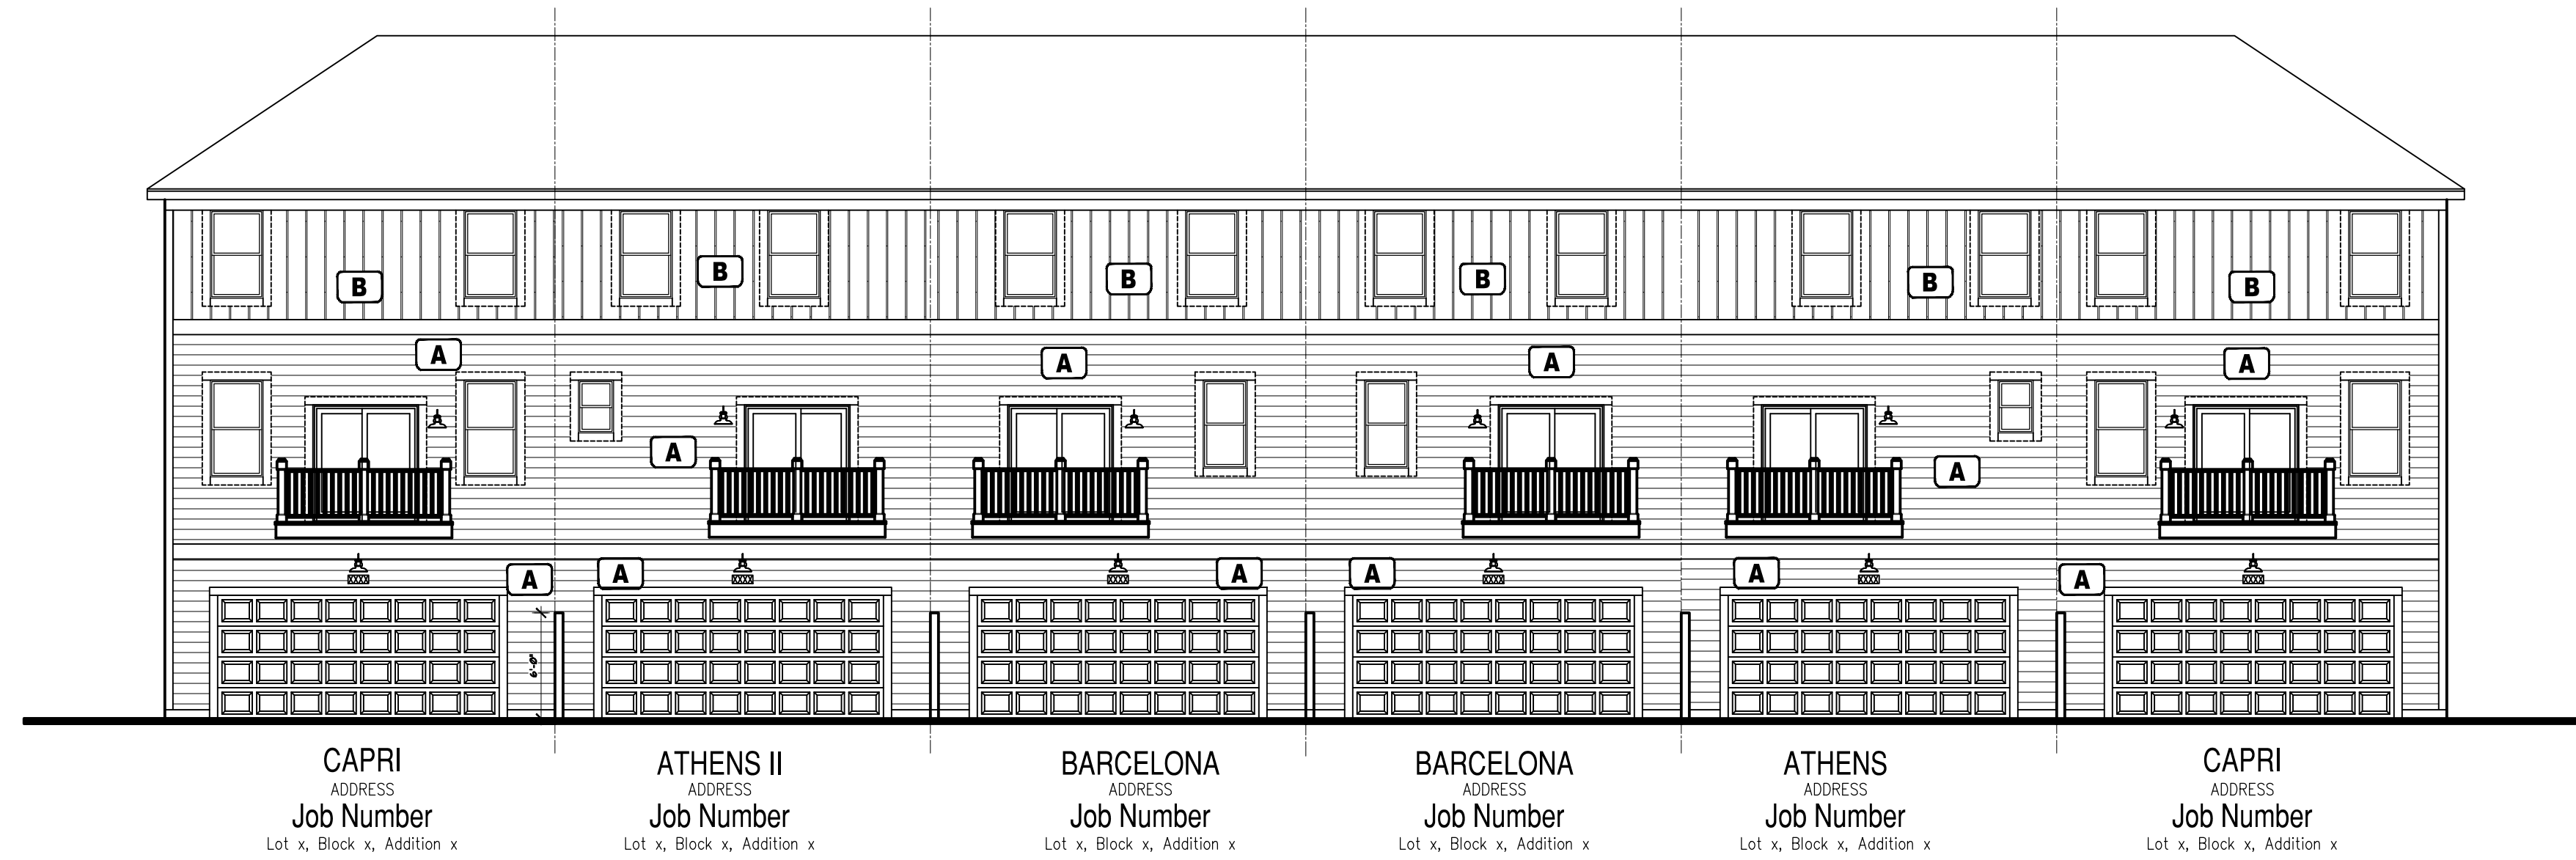 B
B
B
B
B
B
A
A
A
A
A
A
A
A
A
A
A
A
6'-0"
CAPRI
ADDRESS
Job Number
Lot x, Block x, Addition x
ATHENS II
ADDRESS
Job Number
Lot x, Block x, Addition x
BARCELONA
ADDRESS
Job Number
Lot x, Block x, Addition x
BARCELONA
ADDRESS
Job Number
Lot x, Block x, Addition x
ATHENS
ADDRESS
Job Number
Lot x, Block x, Addition x
CAPRI
ADDRESS
Job Number
Lot x, Block x, Addition x